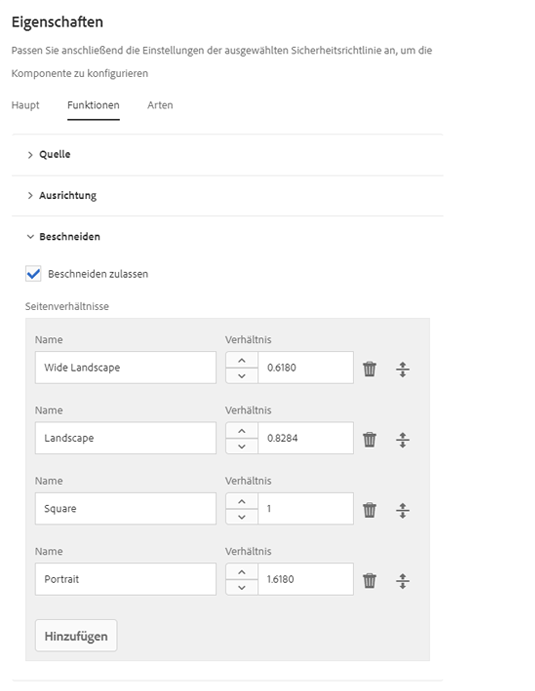 Eigenschaften
Passen Sie anschließend die Einstellungen der ausgewählten Sicherheitsrichtlinie an, um die
Komponente zu konfigurieren
Haupt Funktionen Arten
Quelle
Ausrichtung
Beschneiden
Beschneiden zulassen
Seitenverhältnisse
Name Verhältnis
Wide Landscape 0.6180
Name Verhältnis
Landscape 0.8284
Name Verhältnis
Square 1
Name Verhältnis
Portrait 1.6180
Hinzufügen